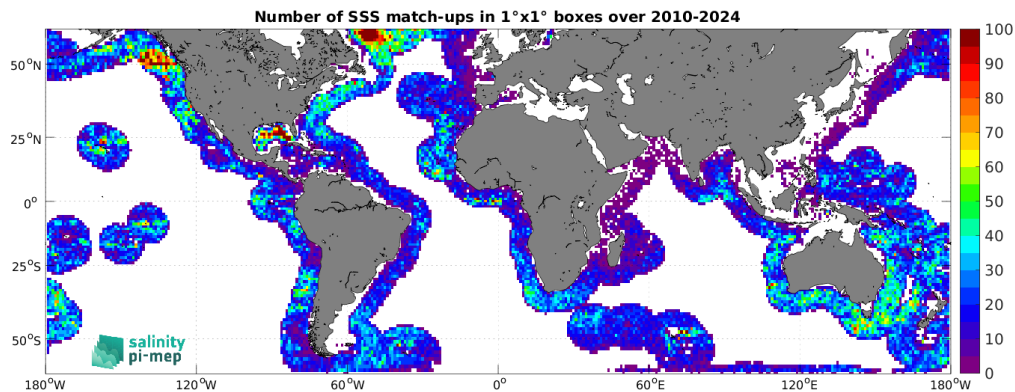 Number of SSS match-ups in 1°x1° boxes over 2010-2024
100
90
80
70
60
50
40
30
20
10
0
50°N
25°N
0°
25°S
50°S
salinity
pi-mep
180°W 120°W 60°W 0° 60°E 120°E 180°W